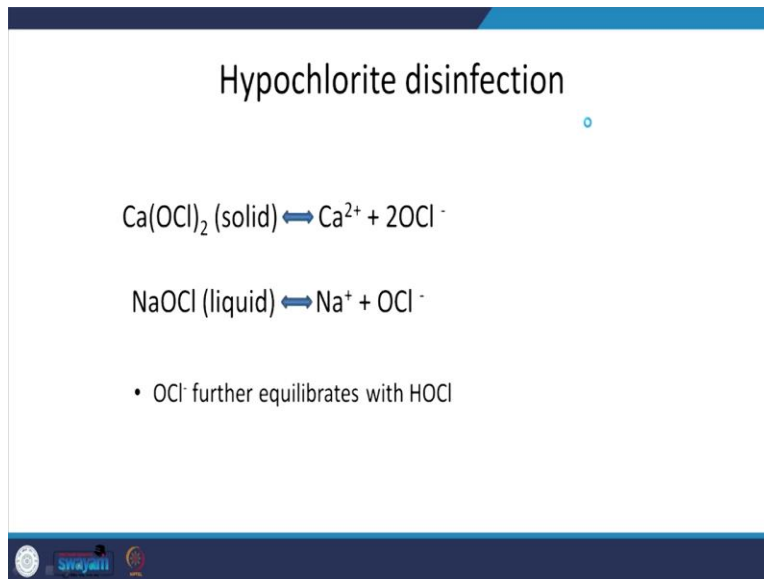 Hypochlorite disinfection
Ca(OCl)₂ (solid) ⟺ Ca²⁺ + 2OCl ⁻
NaOCl (liquid) ⟺ Na⁺ + OCl ⁻
• OCl⁻ further equilibrates with HOCl
swayam